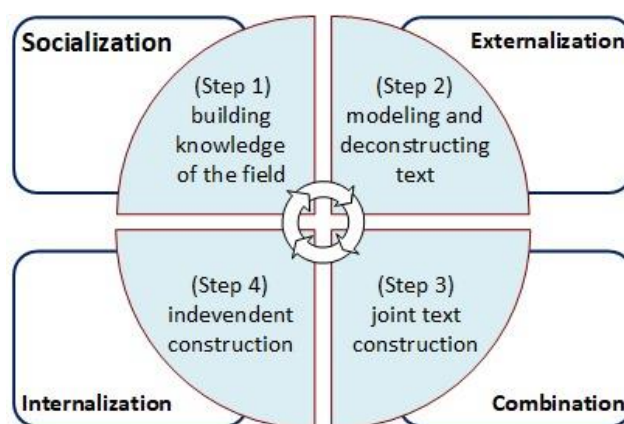 Socialization
(Step 1)
building
knowledge
of the field
Externalization
(Step 2)
modeling and
deconstructing
text
(Step 4)
indevendent
construction
Internalization
(Step 3)
joint text
construction
Combination